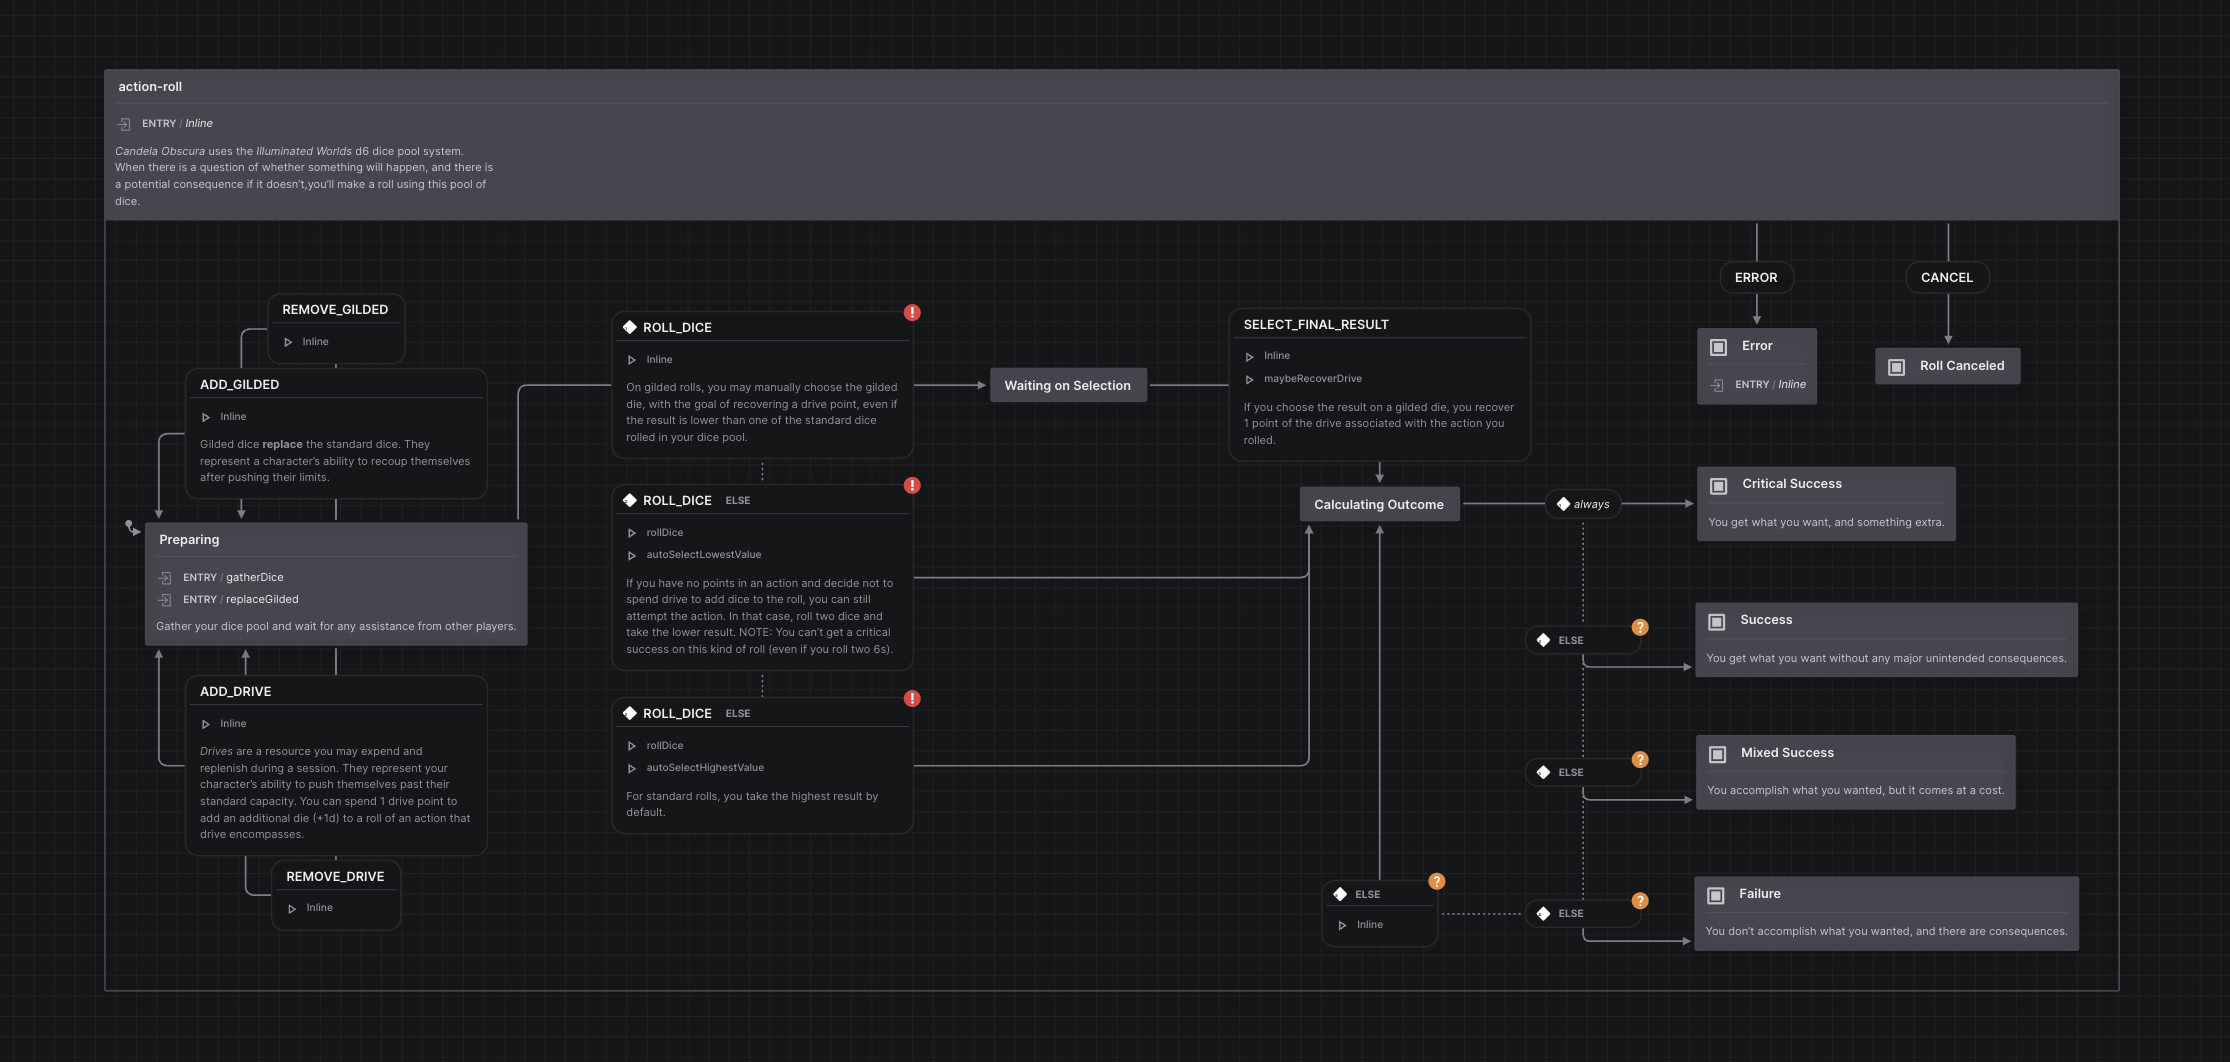 action-roll
ENTRY / Inline
Candela Obscura uses the Illuminated Worlds d6 dice pool system.
When there is a question of whether something will happen, and there is
a potential consequence if it doesn't,you'll make a roll using this pool of
dice.
ERROR
CANCEL
Error
ENTRY / Inline
Roll Canceled
REMOVE_GILDED
Inline
ADD_GILDED
Inline
Gilded dice replace the standard dice. They
represent a character's ability to recoup themselves
after pushing their limits.
Preparing
ENTRY / gatherDice
ENTRY / replaceGilded
Gather your dice pool and wait for any assistance from other players.
ADD_DRIVE
Inline
Drives are a resource you may expend and
replenish during a session. They represent your
character's ability to push themselves past their
standard capacity. You can spend 1 drive point to
add an additional die (+1d) to a roll of an action that
drive encompasses.
REMOVE_DRIVE
Inline
!
ROLL_DICE
Inline
On gilded rolls, you may manually choose the gilded
die, with the goal of recovering a drive point, even if
the result is lower than one of the standard dice
rolled in your dice pool.
!
ROLL_DICE ELSE
rollDice
autoSelectLowestValue
If you have no points in an action and decide not to
spend drive to add dice to the roll, you can still
attempt the action. In that case, roll two dice and
take the lower result. NOTE: You can't get a critical
success on this kind of roll (even if you roll two 6s).
!
ROLL_DICE ELSE
rollDice
autoSelectHighestValue
For standard rolls, you take the highest result by
default.
Waiting on Selection
SELECT_FINAL_RESULT
Inline
maybeRecoverDrive
If you choose the result on a gilded die, you recover
1 point of the drive associated with the action you
rolled.
Calculating Outcome
always
Critical Success
You get what you want, and something extra.
?
ELSE
Success
You get what you want without any major unintended consequences.
?
ELSE
Mixed Success
You accomplish what you wanted, but it comes at a cost.
?
ELSE
Failure
You don't accomplish what you wanted, and there are consequences.
?
ELSE
Inline